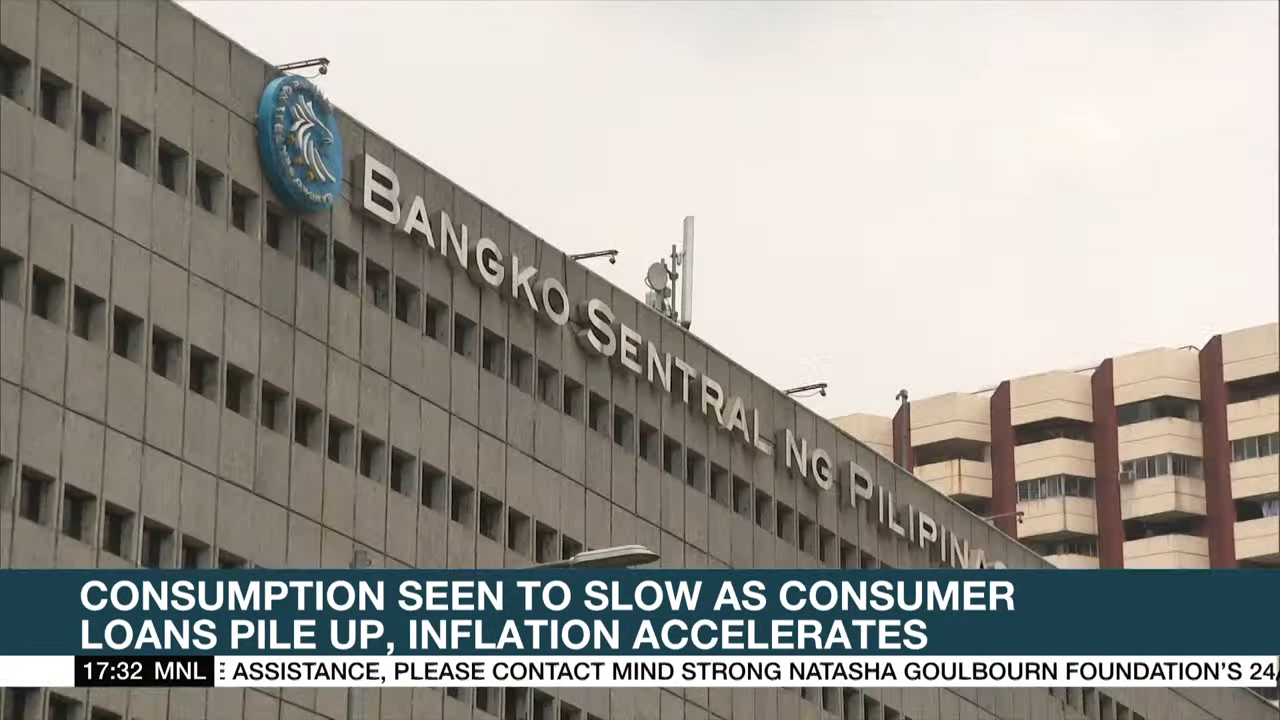 BANGKO SENTRAL NG PILIPINAS
CONSUMPTION SEEN TO SLOW AS CONSUMER
LOANS PILE UP, INFLATION ACCELERATES
17:32 MNL
E ASSISTANCE, PLEASE CONTACT MIND STRONG NATASHA GOULBOURN FOUNDATION'S 24/